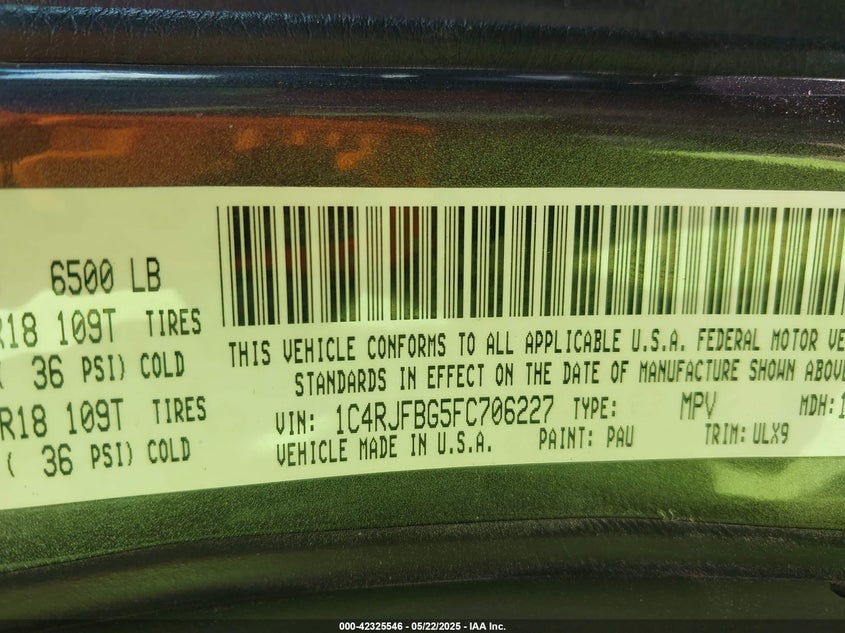 6500 LB
R18 109T TIRES
( 36 PSI) COLD
R18 109T TIRES
( 36 PSI) COLD
THIS VEHICLE CONFORMS TO ALL APPLICABLE U.S.A. FEDERAL MOTOR VE
STANDARDS IN EFFECT ON THE DATE OF MANUFACTURE SHOWN ABOVE
VIN: 1C4RJFBG5FC706227 TYPE: MPV MDH: 1
VEHICLE MADE IN U.S.A. PAINT: PAU TRIM: ULX9
000-42325546 - 05/22/2025 - IAA Inc.